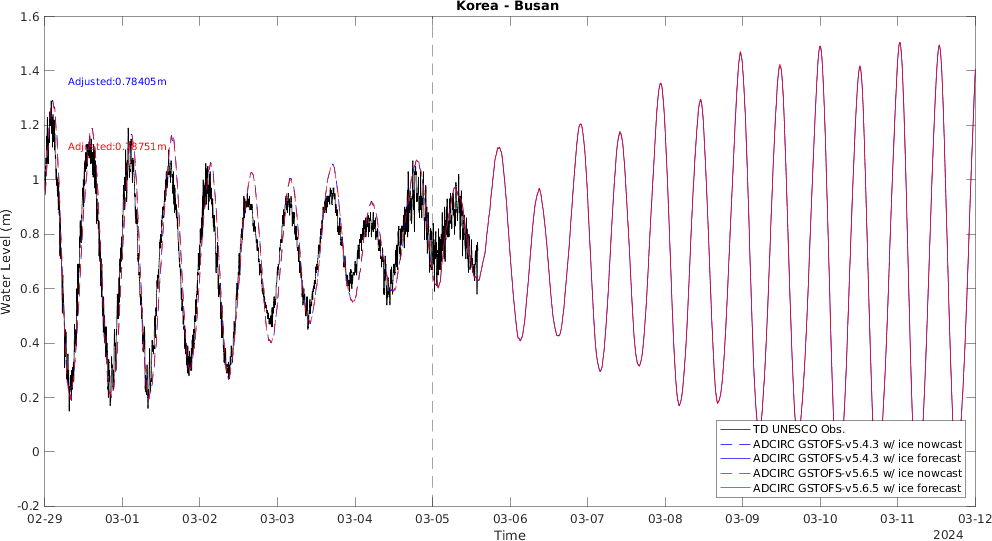 Korea - Busan
1.6
1.4
1.2
1
0.8
0.6
0.4
0.2
0
-0.2
Water Level (m)
Adjusted:0.78405m
Adjusted:0.78751m
TD UNESCO Obs.
ADCIRC GSTOFS-v5.4.3 w/ ice nowcast
ADCIRC GSTOFS-v5.4.3 w/ ice forecast
ADCIRC GSTOFS-v5.6.5 w/ ice nowcast
ADCIRC GSTOFS-v5.6.5 w/ ice forecast
02-29 03-01 03-02 03-03 03-04 03-05 03-06 03-07 03-08 03-09 03-10 03-11 03-12
Time
2024